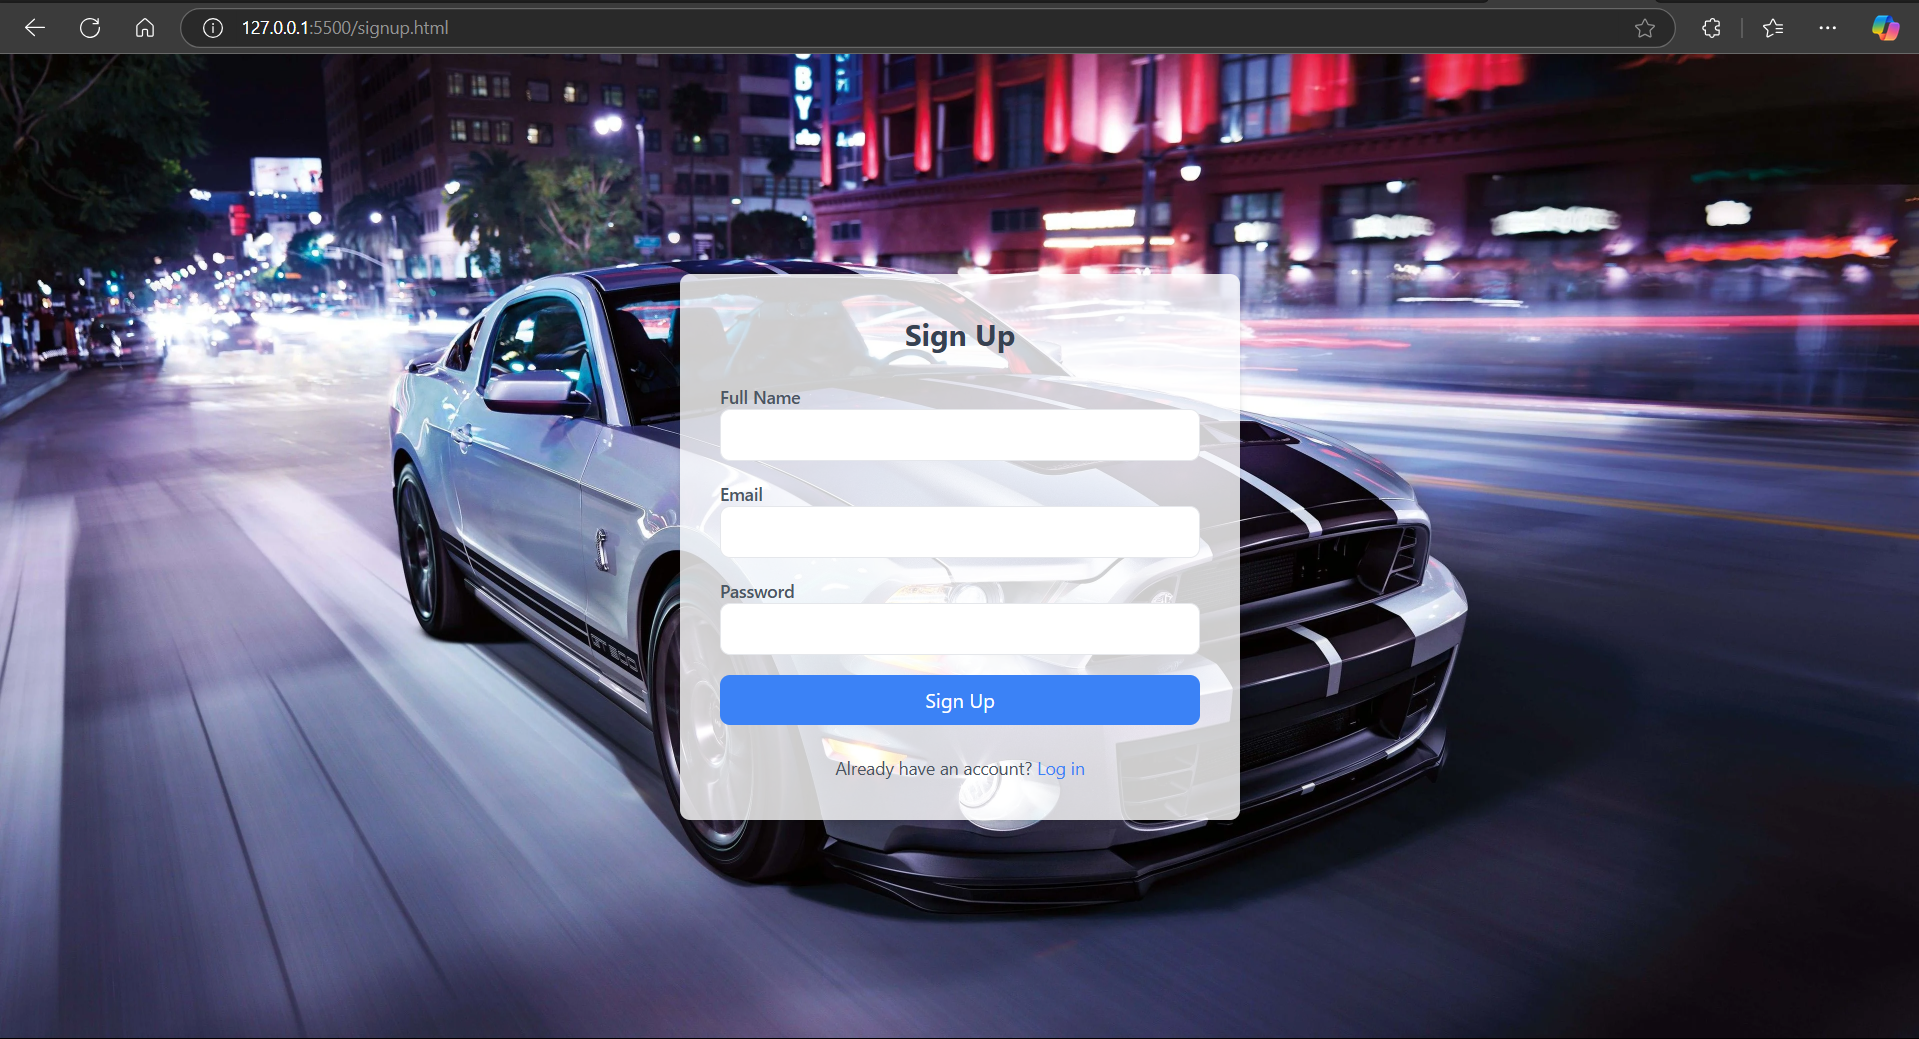 127.0.0.1:5500/signup.html
BY
Sign Up
Full Name
Email
Password
Sign Up
Already have an account? Log in